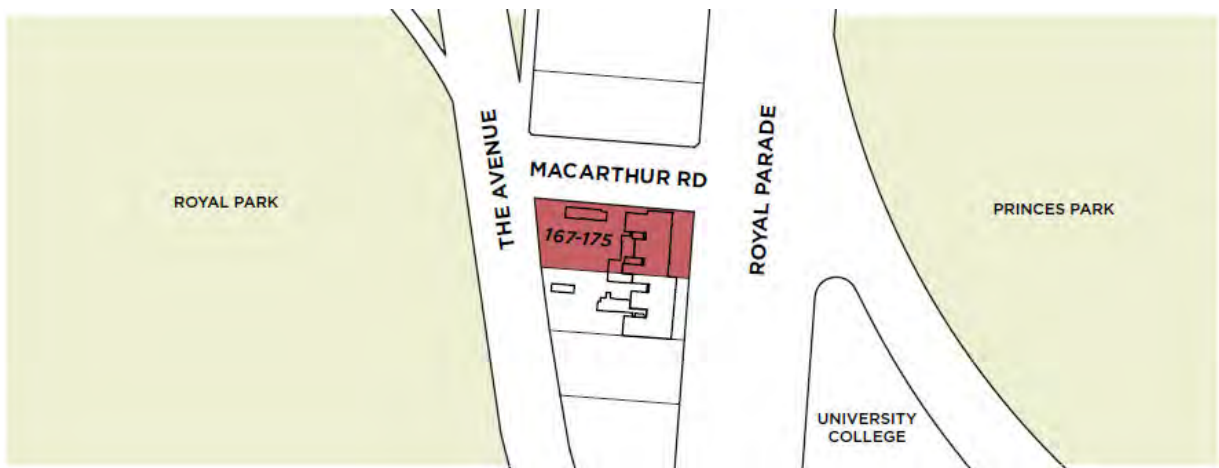 ROYAL PARK
THE AVENUE
MACARTHUR RD
167-175
ROYAL PARADE
PRINCES PARK
UNIVERSITY
COLLEGE